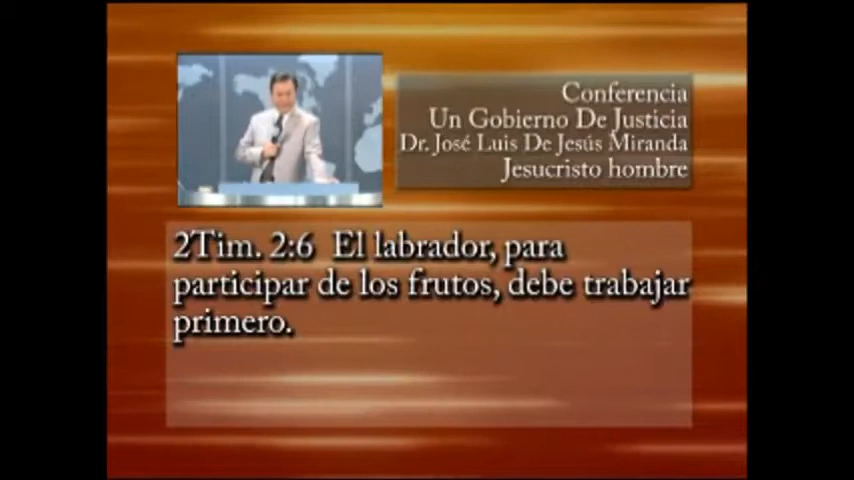 Conferencia
Un Gobierno De Justicia
Dr. José Luis De Jesús Miranda
Jesucristo hombre
2Tim. 2:6 El labrador, para
participar de los frutos, debe trabajar
primero.